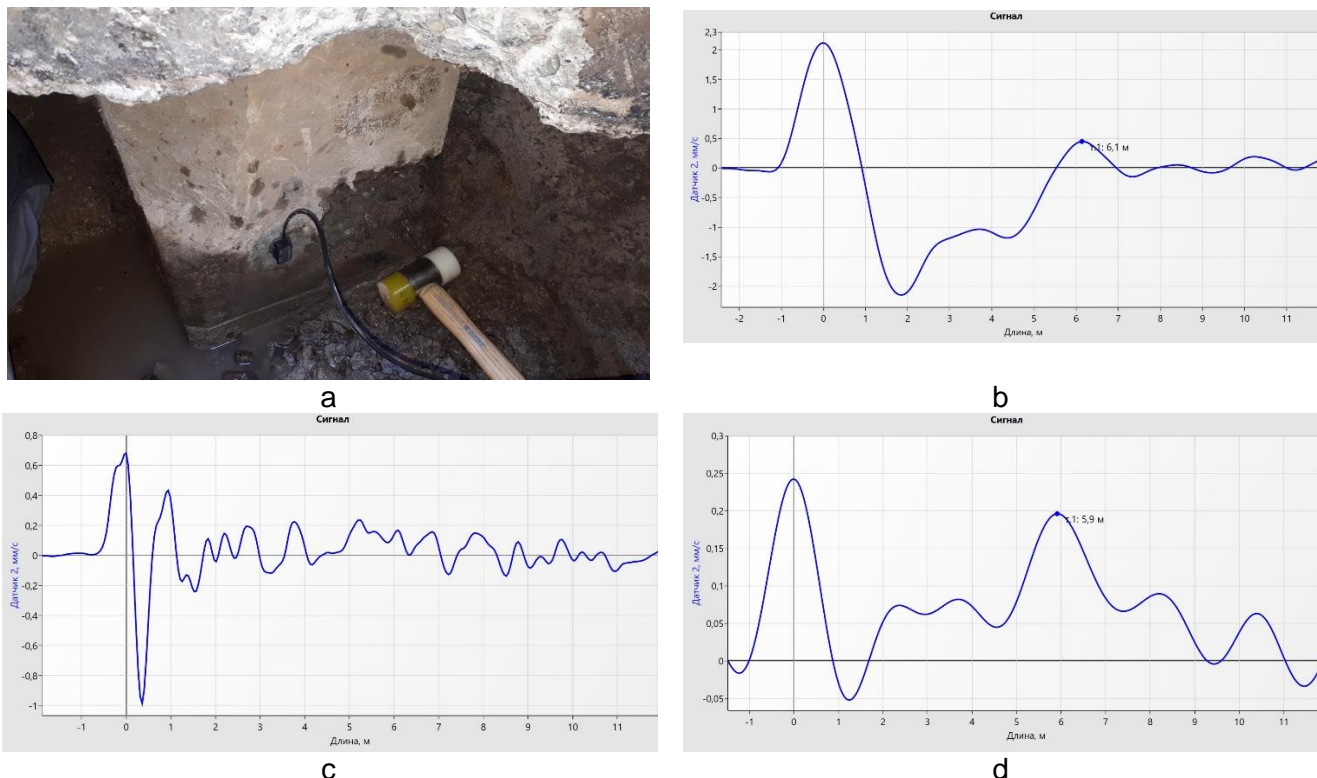 a
Сигнал
Датчик 2, мм/с
2,3
2
1,5
1
0,5
0
-0,5
-1
-1,5
-2
г.1: 6,1 м
-2 -1 0 1 2 3 4 5 6 7 8 9 10 11
Длина, м
b
Сигнал
Датчик 2, мм/с
0,8
0,6
0,4
0,2
0
-0,2
-0,4
-0,6
-0,8
-1
-1 0 1 2 3 4 5 6 7 8 9 10 11
Длина, м
c
Сигнал
Датчик 2, мм/с
0,3
0,25
0,2
0,15
0,1
0,05
0
-0,05
г.1: 5,9 м
-1 0 1 2 3 4 5 6 7 8 9 10 11
Длина, м
d